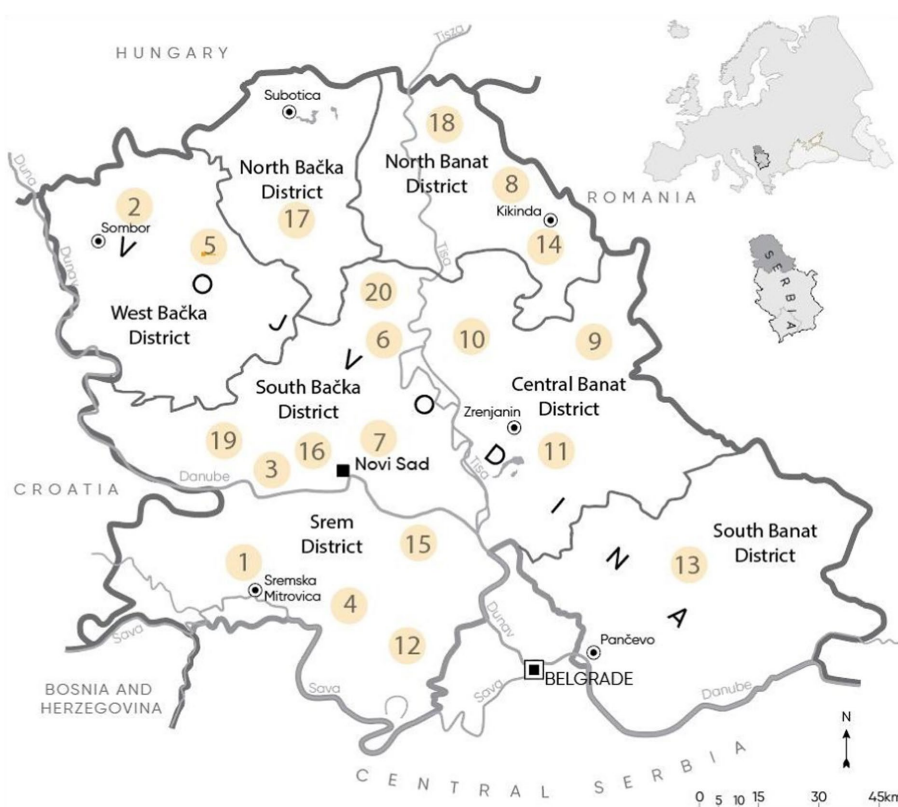 HUNGARY
Tisza
Subotica
18
North Bačka
District
North Banat
District
Duna
2
8
ROMANIA
17
Kikinda
Sombor
5
14
V
Dunav
Tisa
O
SERBIA
20
West Bačka
District
J
6
10
9
V
South Bačka
District
Central Banat
District
O
Zrenjanin
19
16
7
11
D
3
Novi Sad
Tisa
Danube
CROATIA
I
Srem
District
15
N
South Banat
District
1
13
Sremska
Mitrovica
4
A
Dunav
12
Pančevo
Sava
BELGRADE
BOSNIA AND
HERZEGOVINA
Sava
Sava
Danube
N
CENTRAL SERBIA
0 5 10 15 30 45km